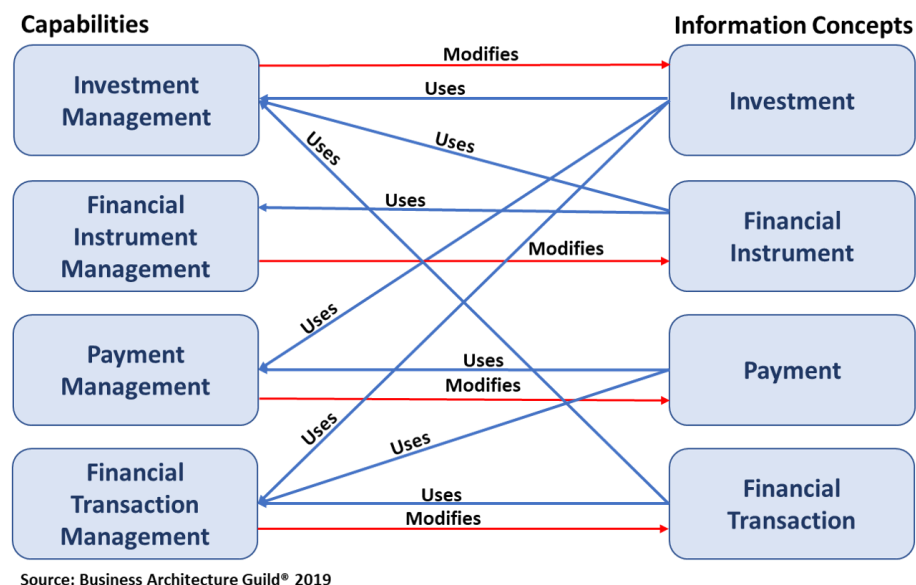 Capabilities
Information Concepts
Modifies
Investment
Management
Uses
Investment
Uses
Uses
Financial
Instrument
Management
Uses
Modifies
Financial
Instrument
Uses
Payment
Management
Uses
Modifies
Payment
Uses
Uses
Financial
Transaction
Management
Uses
Modifies
Financial
Transaction
Source: Business Architecture Guild® 2019